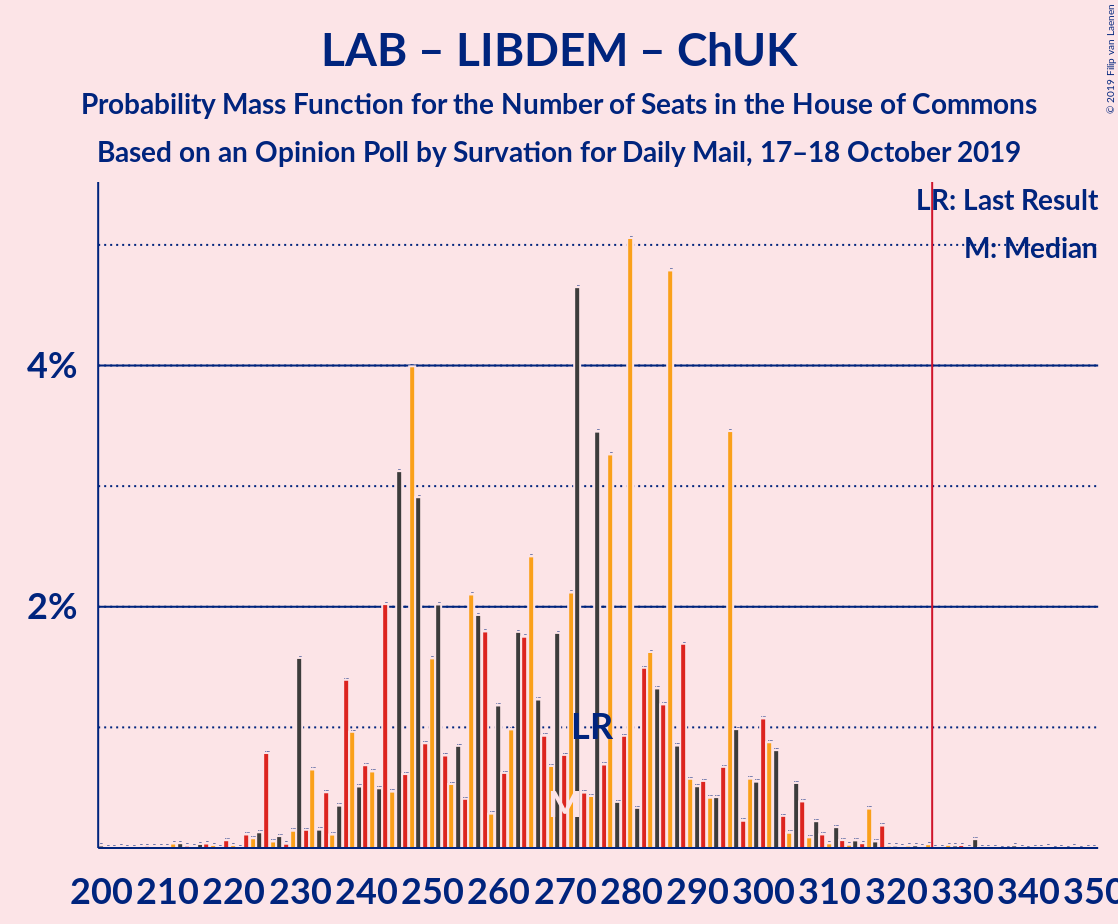 LAB – LIBDEM – ChUK
Probability Mass Function for the Number of Seats in the House of Commons
Based on an Opinion Poll by Survation for Daily Mail, 17–18 October 2019
© 2019 Filip van Laenen
LR: Last Result
M: Median
4%
2%
LR
M
200 210 220 230 240 250 260 270 280 290 300 310 320 330 340 350